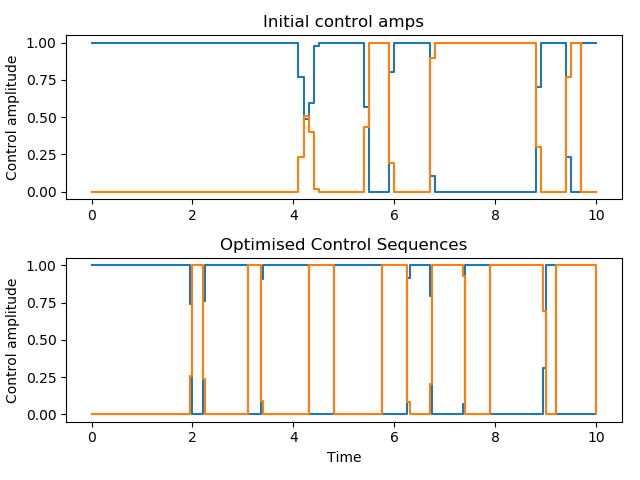 Initial control amps
Control amplitude
1.00
0.75
0.50
0.25
0.00
0 2 4 6 8 10
Optimised Control Sequences
Control amplitude
1.00
0.75
0.50
0.25
0.00
0 2 4 6 8 10
Time